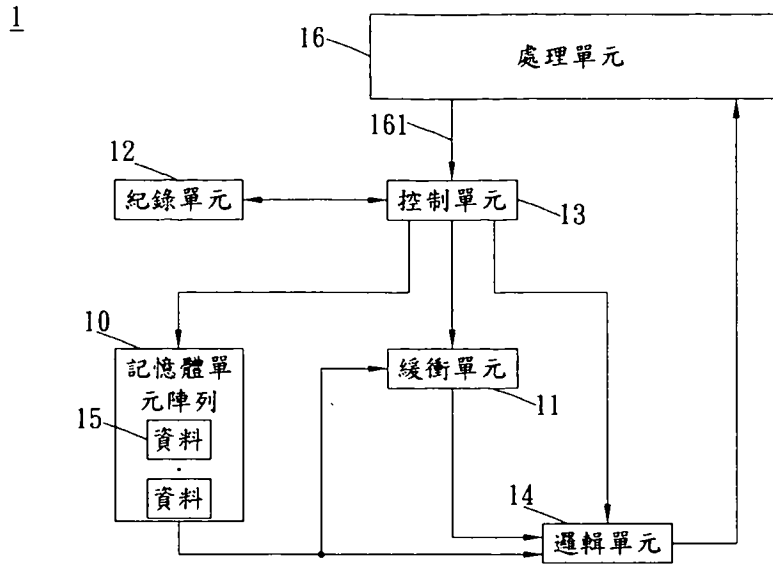 1
16
處理單元
161
12
紀錄單元
控制單元
13
10
記憶體單
元陣列
15
資料
資料
緩衝單元
11
14
邏輯單元